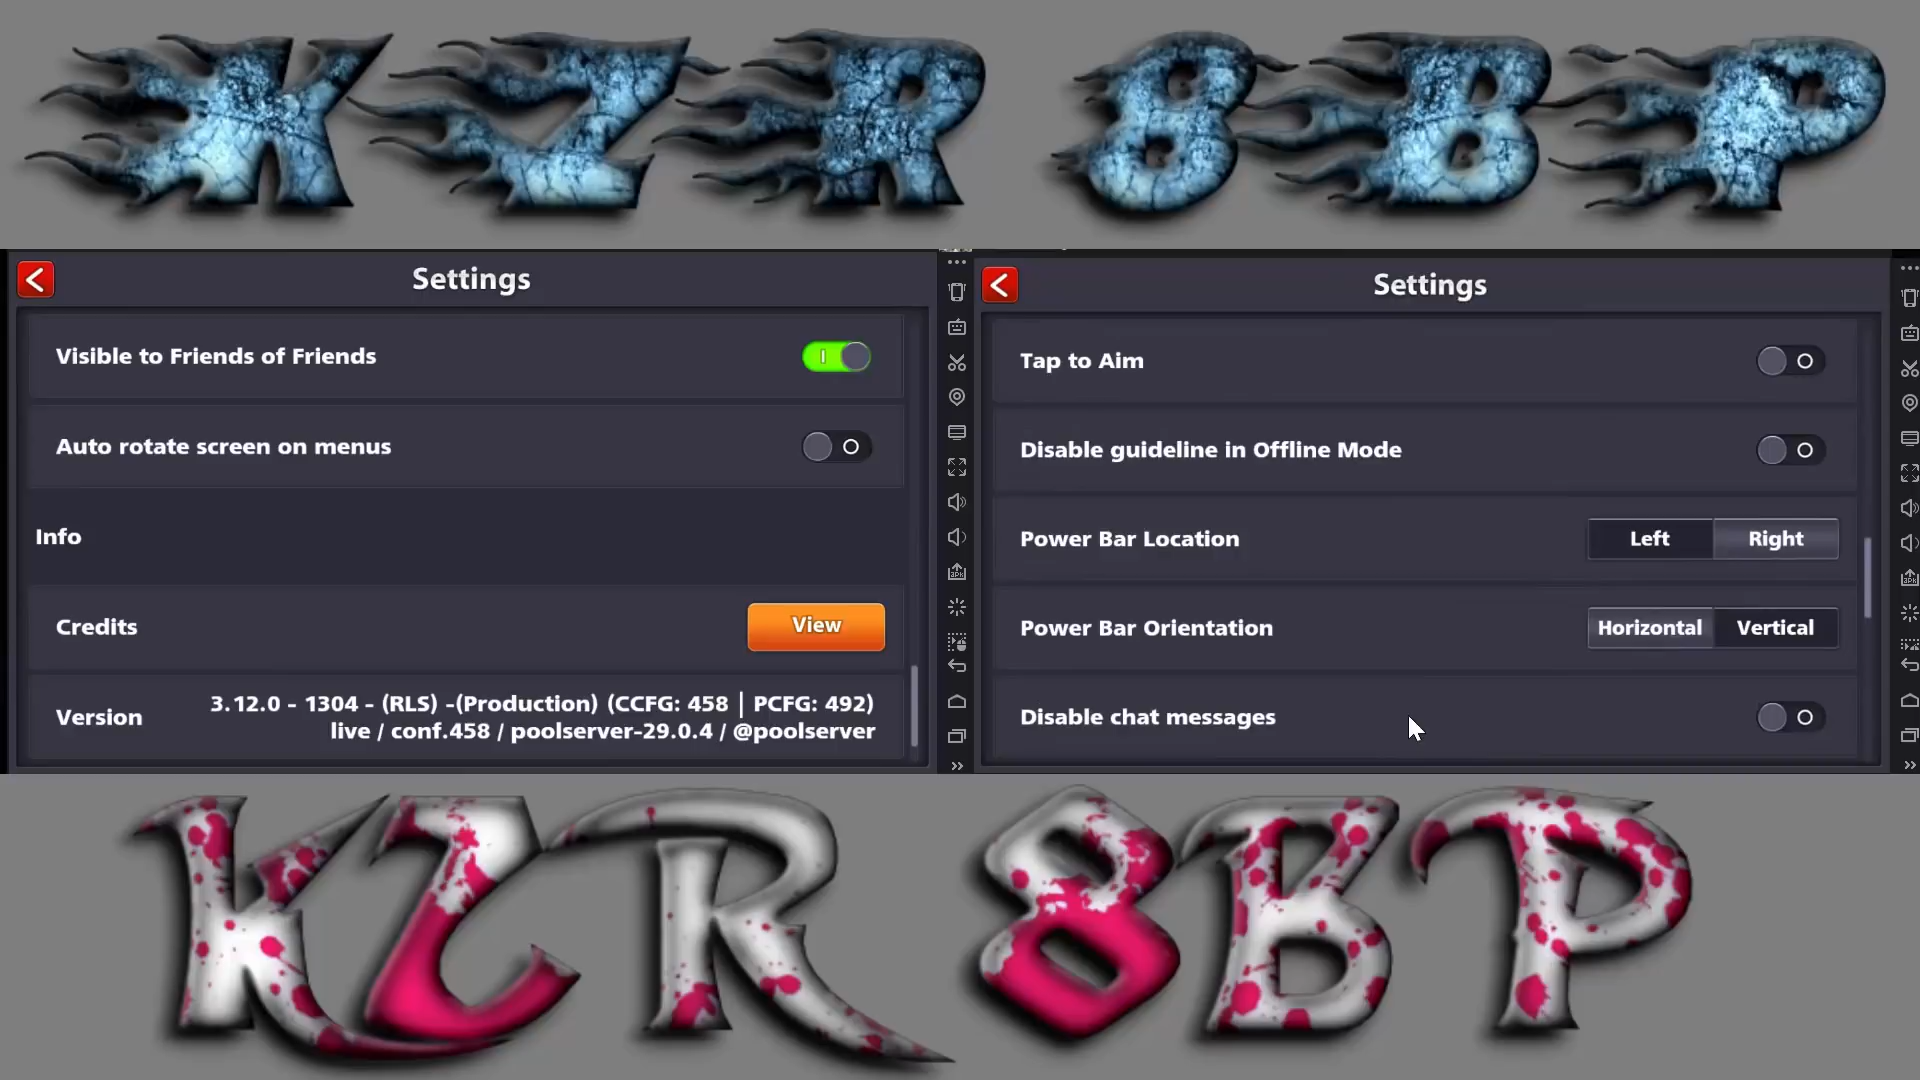 KZR 8BP
Settings
Visible to Friends of Friends
Auto rotate screen on menus
Info
Credits
View
Version
3.12.0 - 1304 - (RLS) -(Production) (CCFG: 458 | PCFG: 492)
live / conf.458 / poolserver-29.0.4 / @poolserver
Settings
Tap to Aim
Disable guideline in Offline Mode
Power Bar Location
Left
Right
Power Bar Orientation
Horizontal
Vertical
Disable chat messages
KZR 8BP